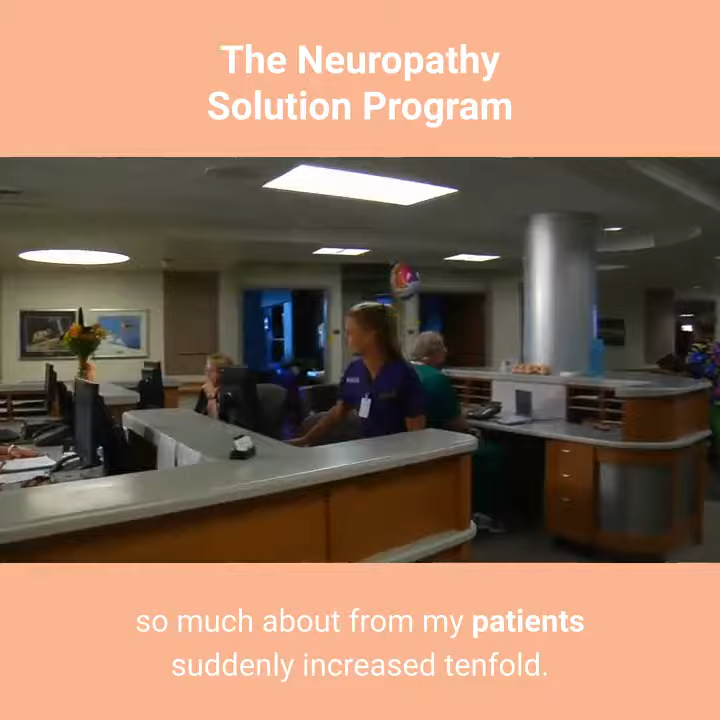 The Neuropathy
Solution Program
so much about from my patients
suddenly increased tenfold.